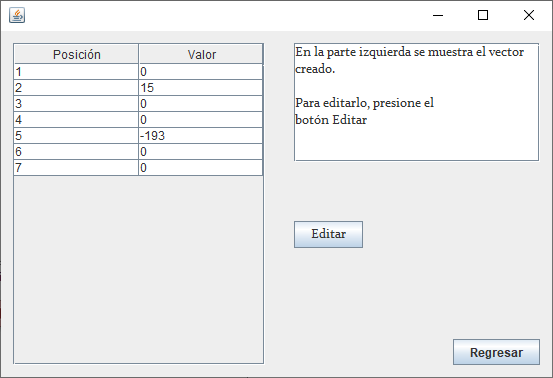 Posición Valor
1 0
2 15
3 0
4 0
5 -193
6 0
7 0
En la parte izquierda se muestra el vector
creado.
Para editarlo, presione el
botón Editar
Editar
Regresar